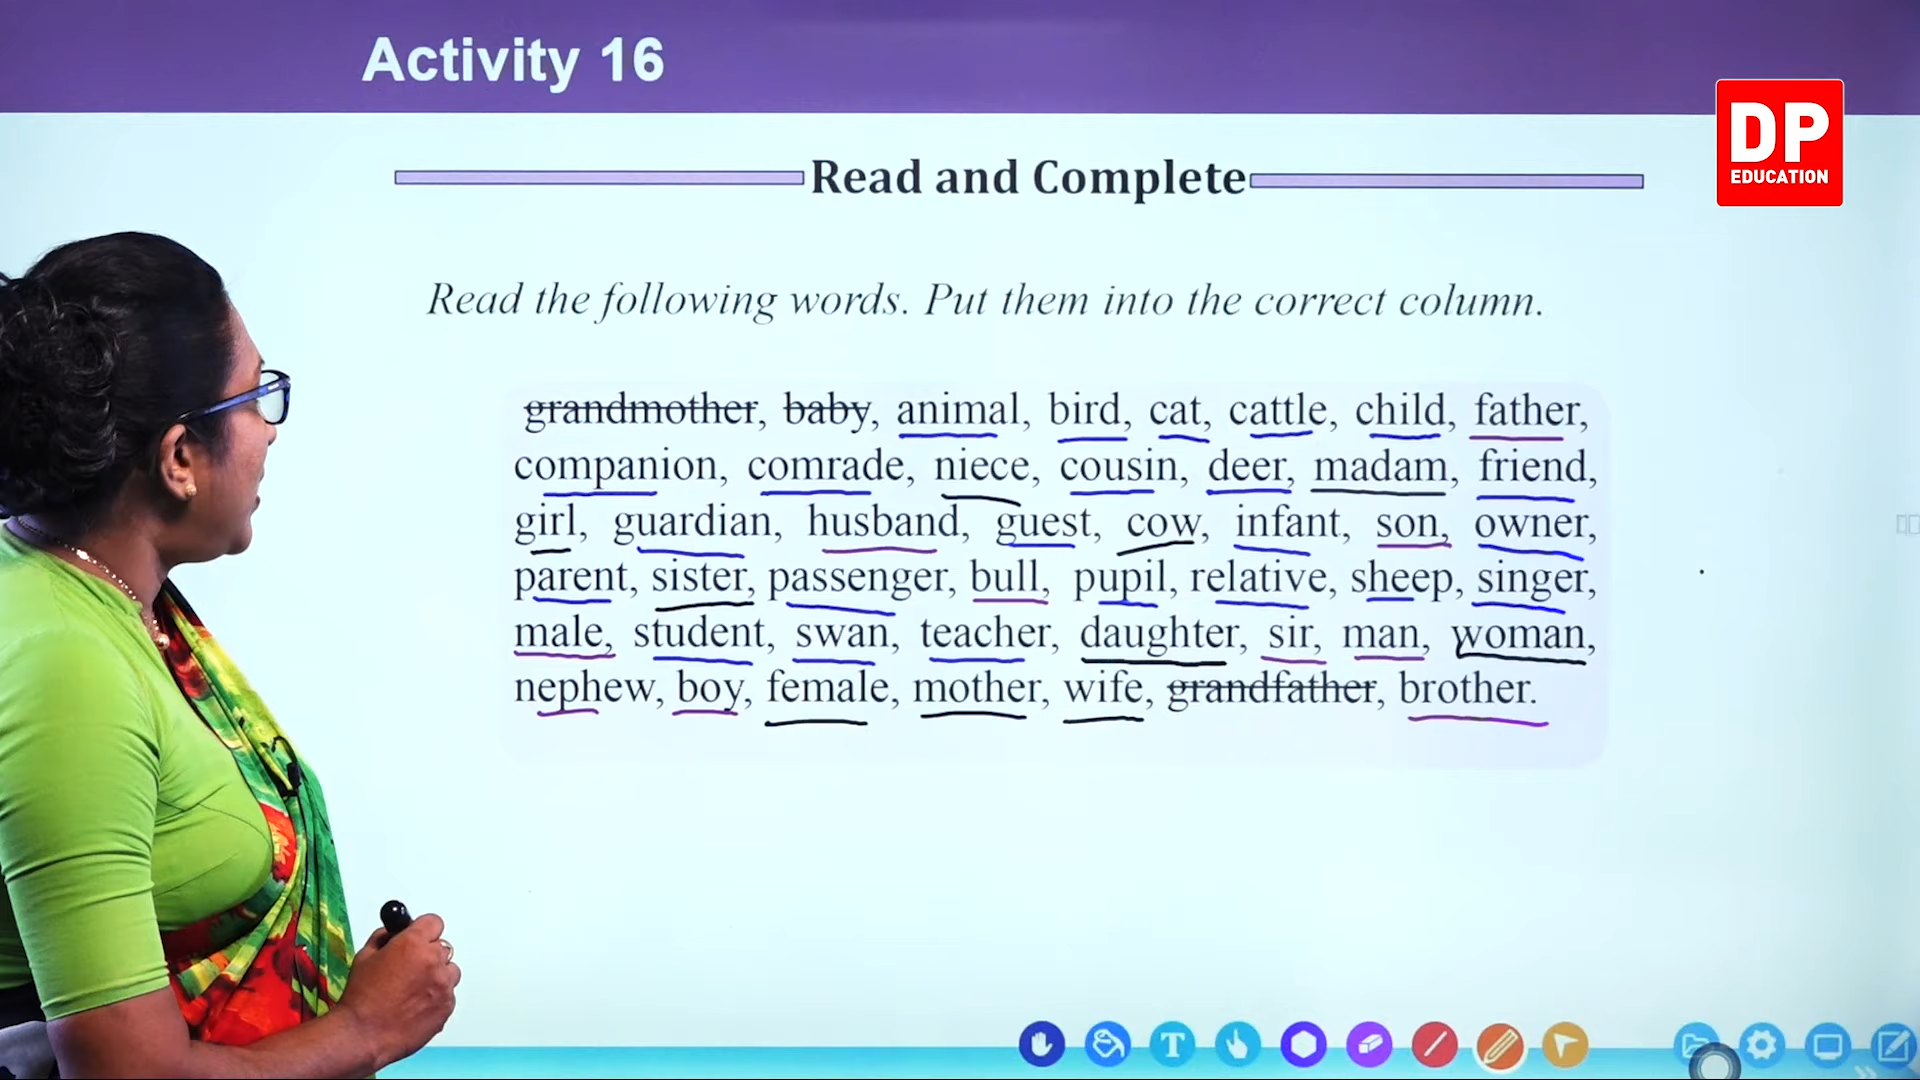 Activity 16
DP
EDUCATION
Read and Complete
Read the following words. Put them into the correct column.
grandmother, baby, animal, bird, cat, cattle, child, father,
companion, comrade, niece, cousin, deer, madam, friend,
girl, guardian, husband, guest, cow, infant, son, owner,
parent, sister, passenger, bull, pupil, relative, sheep, singer,
male, student, swan, teacher, daughter, sir, man, woman,
nephew, boy, female, mother, wife, grandfather, brother.
T